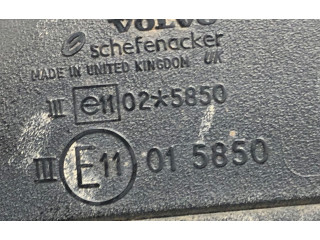 VOLVO
schefenacker
MADE IN UNITED KINGDOM UK
III e11 02*5850
III E11 01 5850